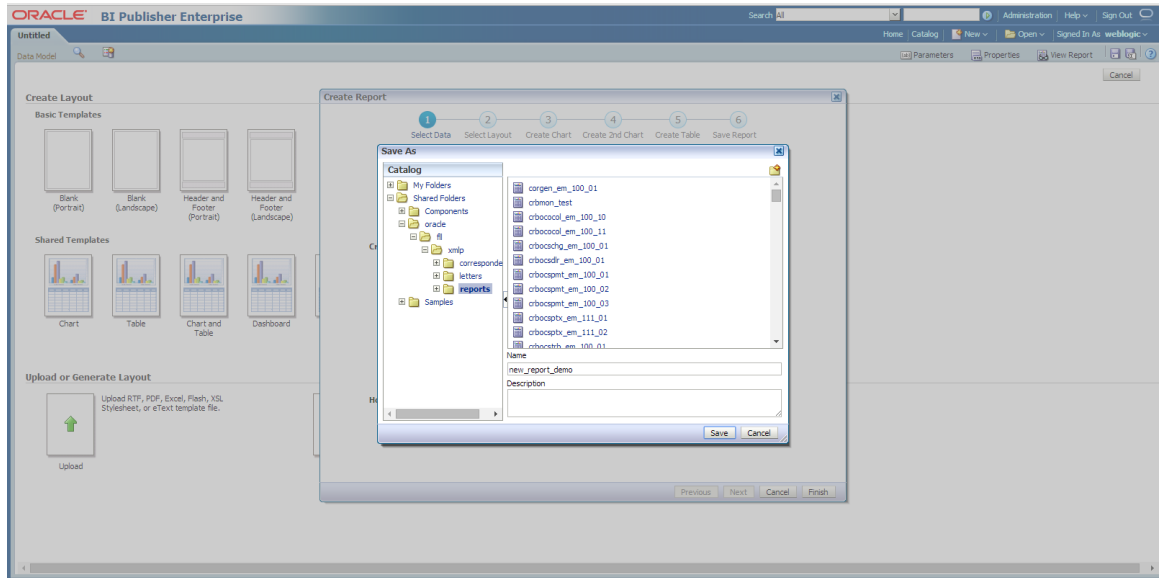 ORACLE BI Publisher Enterprise
Search All
Administration Help Sign Out
Untitled
Home Catalog New Open Signed In As weblogic
Data Model
Parameters Properties View Report
Cancel
Create Layout
Basic Templates
Blank (Portrait)
Blank (Landscape)
Header and Footer (Portrait)
Header and Footer (Landscape)
Shared Templates
Chart
Table
Chart and Table
Dashboard
Upload or Generate Layout
Upload RTF, PDF, Excel, Flash, XSL
Stylesheet, or eText template file.
Upload
Create Report
1 2 3 4 5 6
Select Data Select Layout Create Chart Create 2nd Chart Create Table Save Report
Cr
He
Save As
Catalog
My Folders
Shared Folders
Components
oracle
fl
xmlp
corresponde
letters
reports
Samples
corgen_em_100_01
crbmon_test
crbococol_em_100_10
crbococol_em_100_11
crbocschg_em_100_01
crbocsdlr_em_100_01
crbocspmt_em_100_01
crbocspmt_em_100_02
crbocspmt_em_100_03
crbocsptx_em_111_01
crbocsptx_em_111_02
crbocstrb_em_100_01
Name
new_report_demo
Description
Save Cancel
Previous Next Cancel Finish